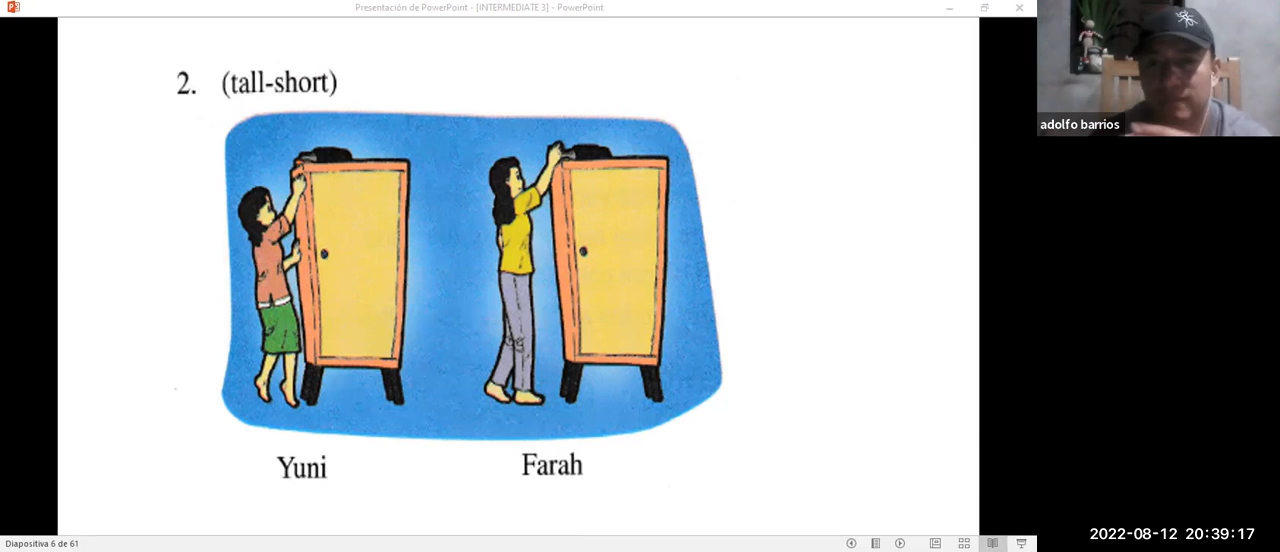 Presentación de PowerPoint - [INTERMEDIATE 3] - PowerPoint
2. (tall-short)
adolfo barrios
Yuni Farah
2022-08-12 20:39:17
Diapositiva 6 de 61